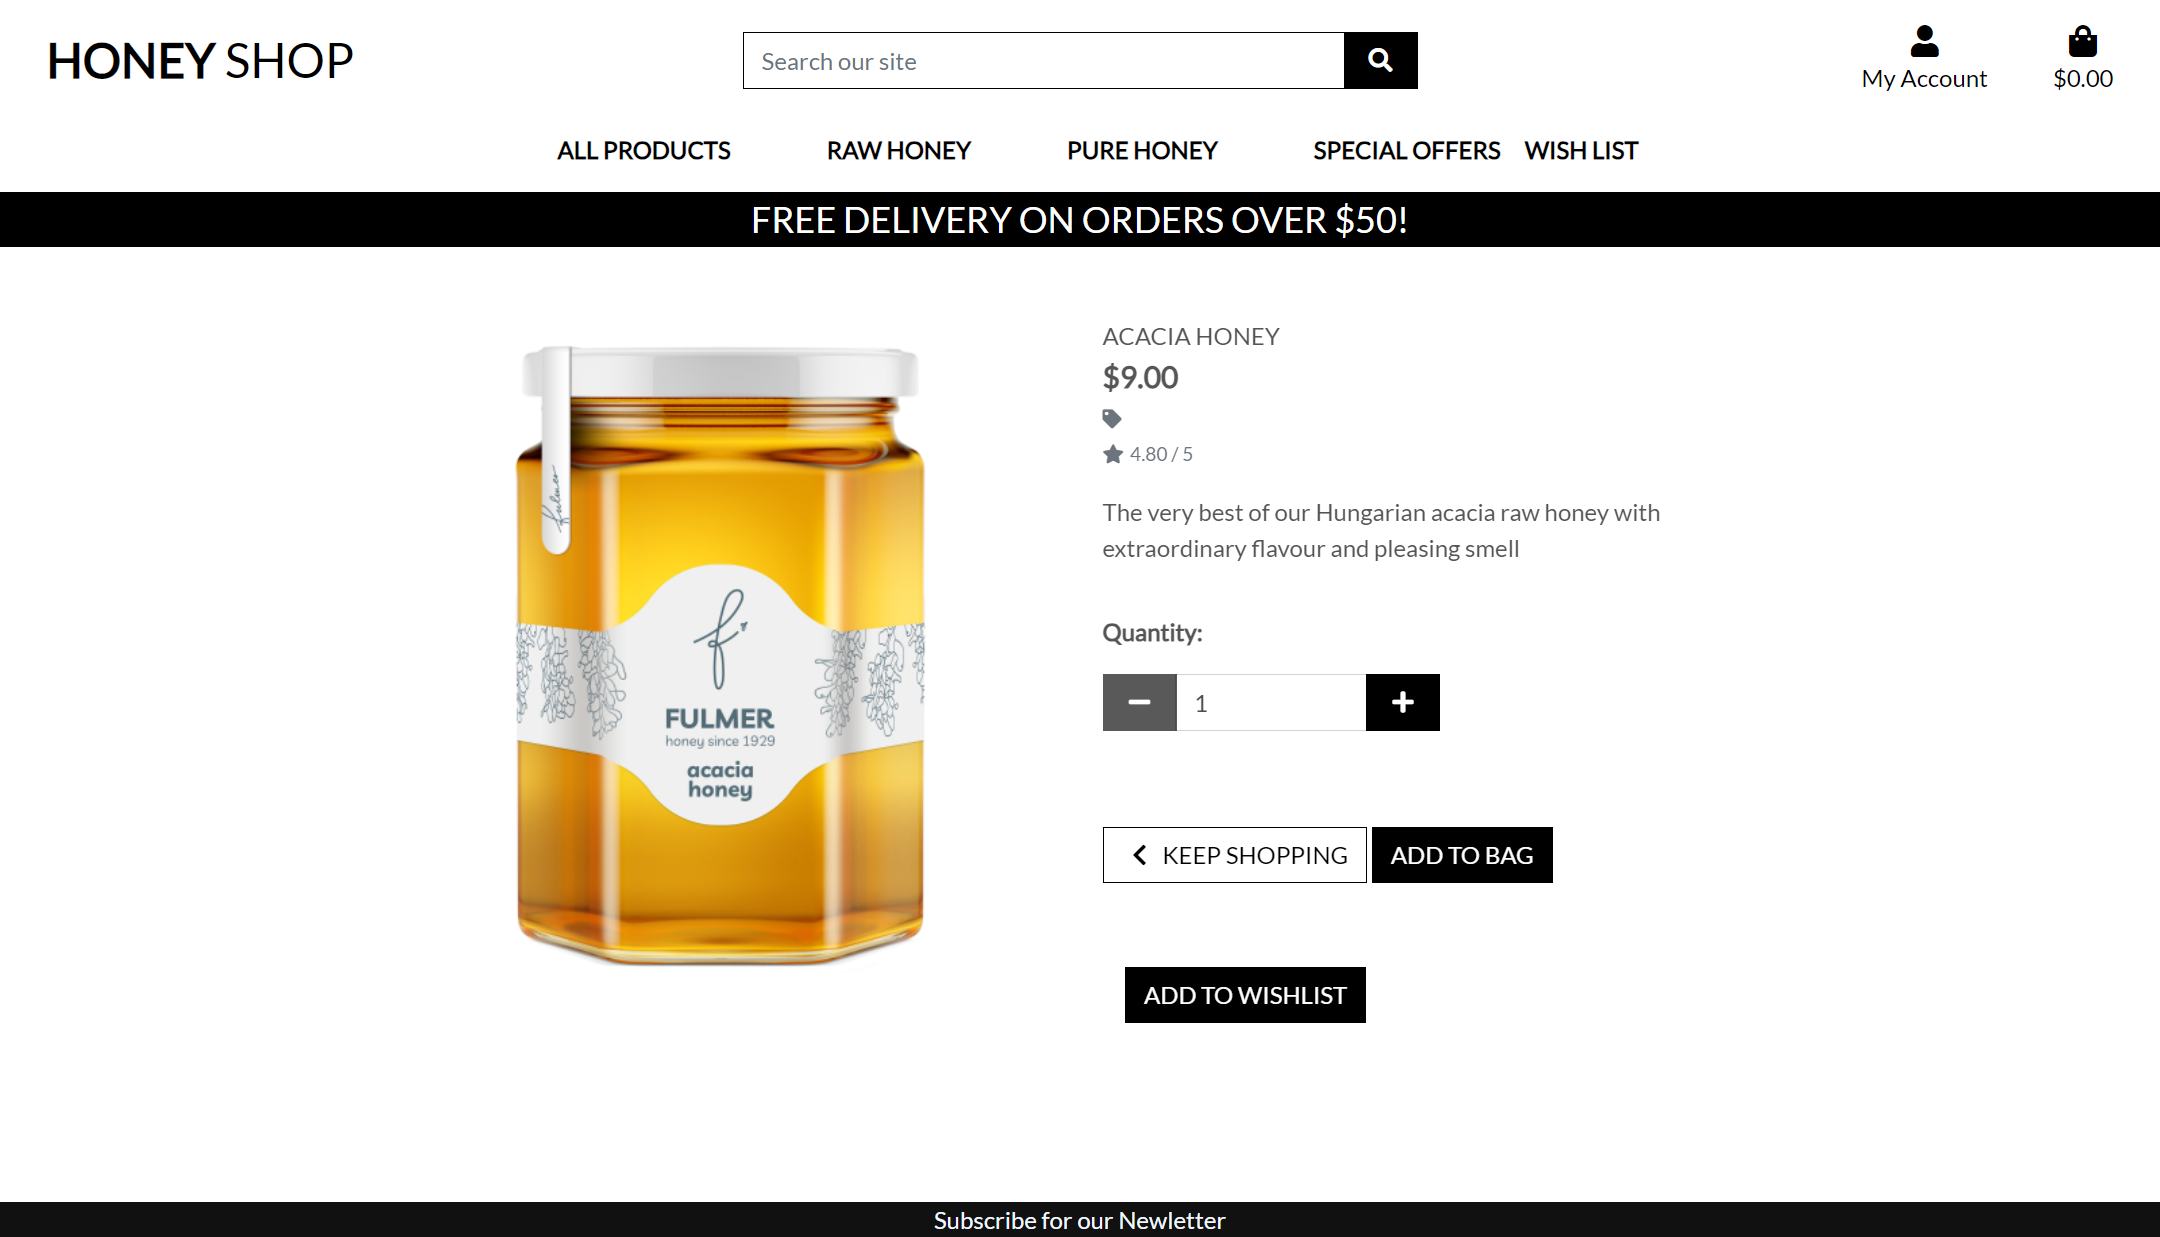 HONEY SHOP
Search our site
My Account
$0.00
ALL PRODUCTS
RAW HONEY
PURE HONEY
SPECIAL OFFERS
WISH LIST
FREE DELIVERY ON ORDERS OVER $50!
fulmer
f
FULMER
honey since 1929
acacia
honey
ACACIA HONEY
$9.00
4.80 / 5
The very best of our Hungarian acacia raw honey with
extraordinary flavour and pleasing smell
Quantity:
1
KEEP SHOPPING
ADD TO BAG
ADD TO WISHLIST
Subscribe for our Newletter